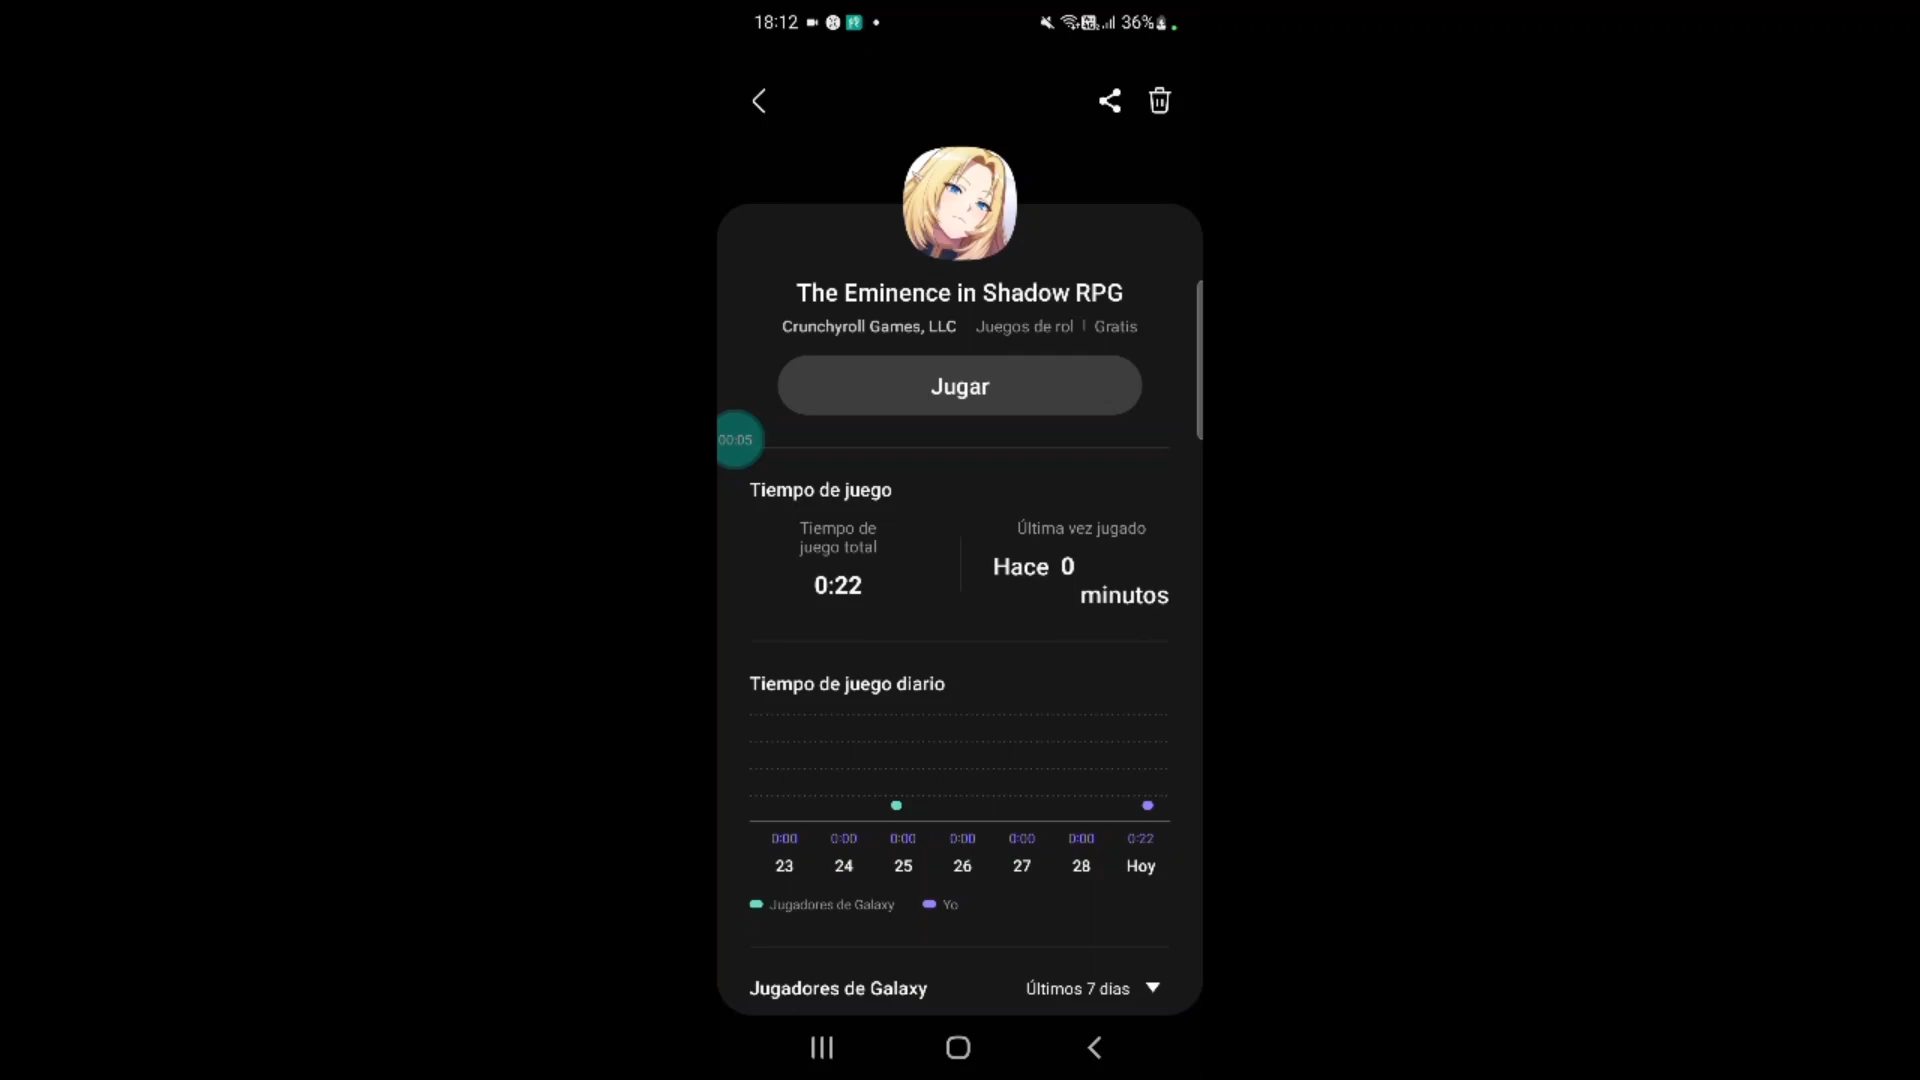 18:12 36%
The Eminence in Shadow RPG
Crunchyroll Games, LLC Juegos de rol | Gratis
Jugar
00:05
Tiempo de juego
Tiempo de
juego total
0:22
Última vez jugado
Hace 0
minutos
Tiempo de juego diario
0:00 0:00 0:00 0:00 0:00 0:00 0:22
23 24 25 26 27 28 Hoy
Jugadores de Galaxy Yo
Jugadores de Galaxy Últimos 7 días